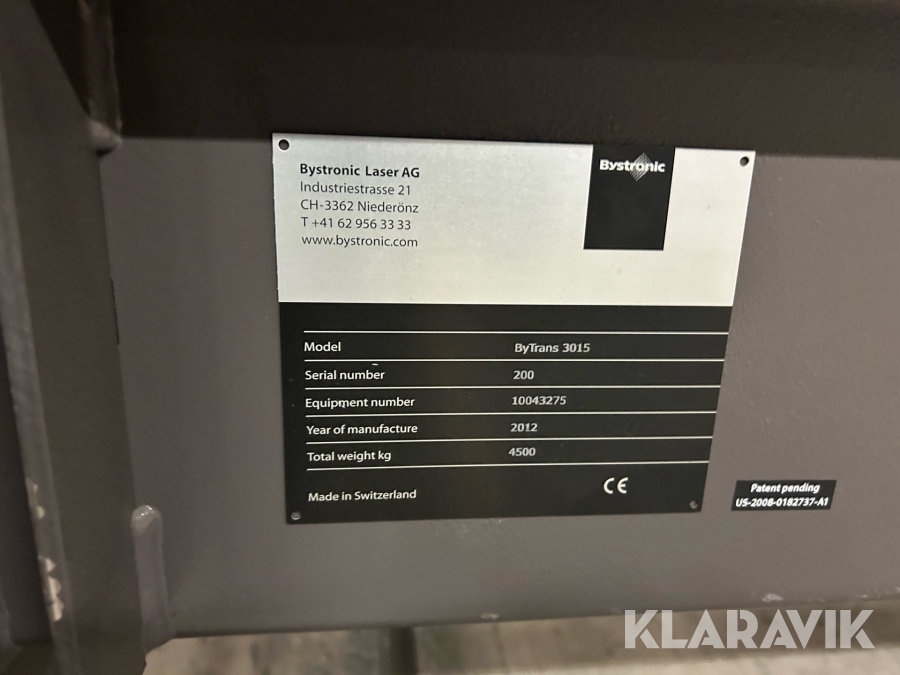 Bystronic Laser AG
Industriestrasse 21
CH-3362 Niederönz
T +41 62 956 33 33
www.bystronic.com
Bystronic
Model ByTrans 3015
Serial number 200
Equipment number 10043275
Year of manufacture 2012
Total weight kg 4500
Made in Switzerland CE
Patent pending
US-2008-0182737-A1
KLARAVIK